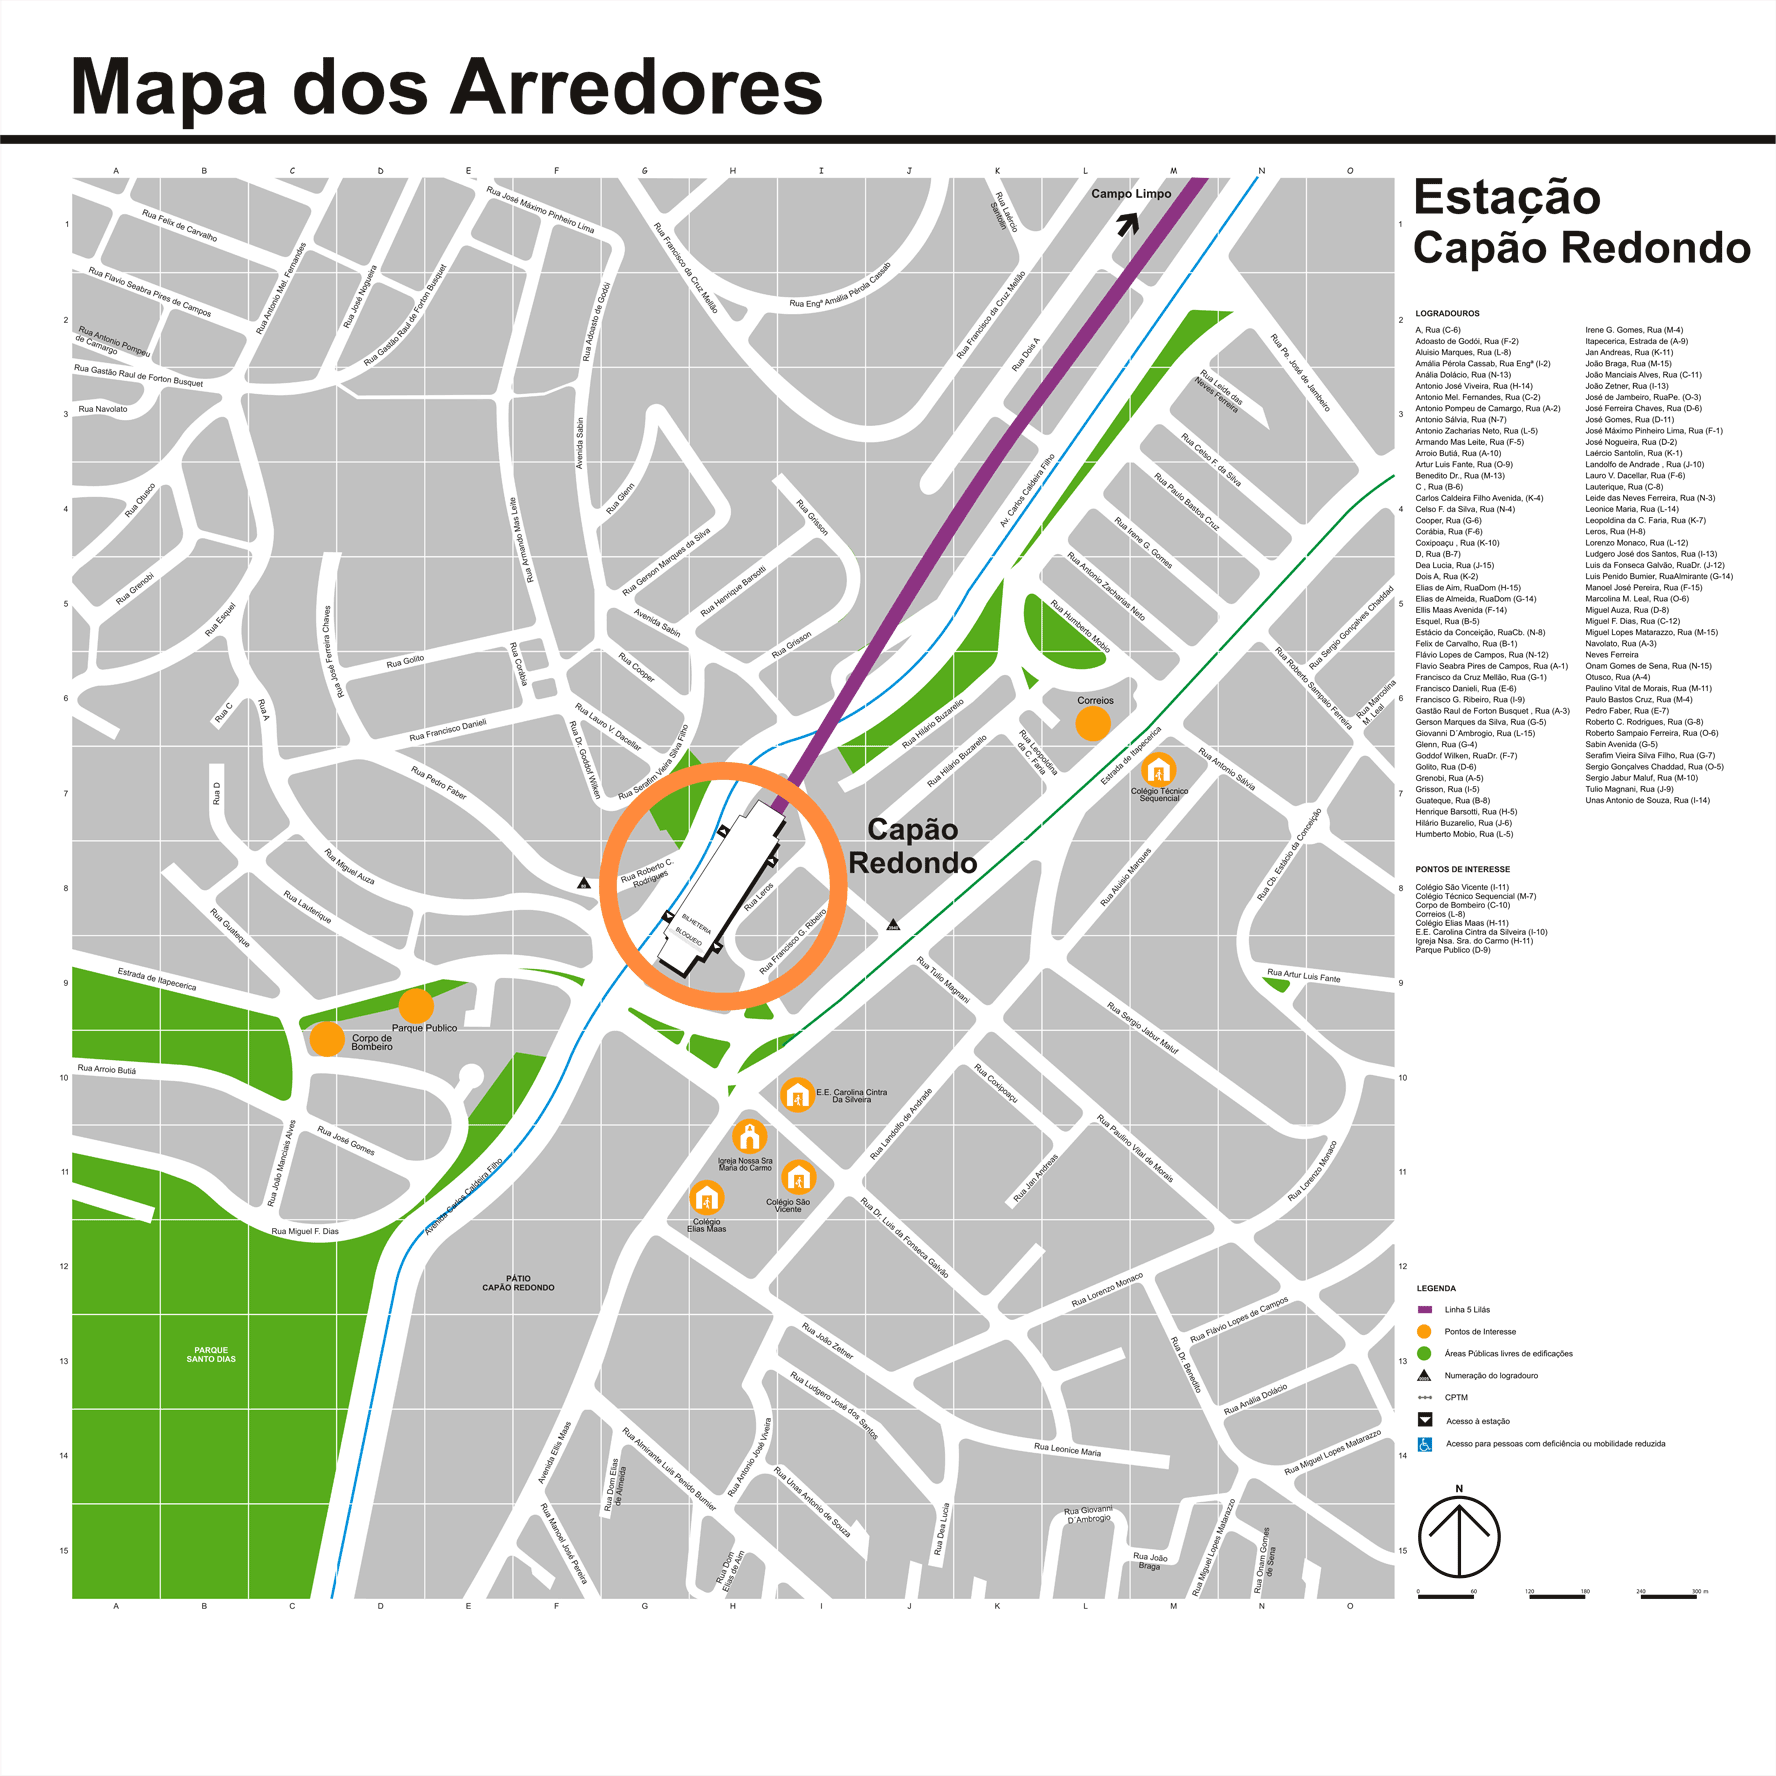 Mapa dos Arredores
Estação
Capão Redondo
A B C D E F G H I J K L M N O
1
2
3
4
5
6
7
8
9
10
11
12
13
14
15
Campo Limpo
Rua Felix de Carvalho
Rua Flavio Seabra Pires de Campos
Rua Antonio Pompeu
de Camargo
Rua Gastão Raul de Forton Busquet
Rua Navolato
Rua Antonio Mel. Fernandes
Rua José Nogueira
Rua Gastão Raul de Forton Busquet
Rua José Máximo Pinheiro Lima
Rua Adoasto de Godói
Rua Francisco da Cruz Mellão
Rua Engª Amália Pérola Cassab
Rua Laércio
Santolin
Rua Francisco da Cruz Mellão
Rua Dois A
Rua Pe. José de Jambeiro
Rua Leide das
Neves Ferreira
Rua Celso F. da Silva
Rua Paulo Bastos Cruz
Rua Irene G. Gomes
Rua Antonio Zacharias Neto
Rua Humberto Mobio
Av. Carlos Caldeira Filho
Avenida Sabin
Rua Glenn
Rua Grisson
Rua Gerson Marques da Silva
Rua Henrique Barsotti
Avenida Sabin
Rua Grisson
Rua Cooper
Rua Armando Mas Leite
Rua Otusco
Rua Grenobi
Rua Esquel
Rua José Ferreira Chaves
Rua Golito
Rua Corábia
Rua C
Rua A
Rua Francisco Danieli
Rua Lauro V. Dacellar
Rua Dr. Goddof Wilken
Rua Serafim Vieira Silva Filho
Rua D
Rua Pedro Faber
Rua Miguel Auza
Rua Lauterique
Rua Guateque
Rua Roberto C.
Rodrigues
Rua Leros
Rua Francisco G. Ribeiro
BILHETERIA
BLOQUEIO
Capão
Redondo
Rua Hilário Buzarelio
Rua Hilário Buzarelio
Rua Leopoldina
da C. Faria
Correios
Estrada de Itapecerica
Colégio Técnico
Sequencial
Rua Antonio Sálvia
Rua Roberto Sampaio Ferreira
Rua Sergio Gonçalves Chaddad
Rua Marcolina
M. Leal
Rua Cb. Estácio da Conceição
Rua Aluisio Marques
Rua Artur Luis Fante
Rua Tulio Magnani
Rua Sergio Jabur Maluf
Estrada de Itapecerica
Parque Publico
Corpo de
Bombeiro
Rua Arroio Butiá
Rua José Gomes
Rua João Manciais Alves
Rua Miguel F. Dias
Avenida Carlos Caldeira Filho
E.E. Carolina Cintra
Da Silveira
Igreja Nossa Sra
Maria do Carmo
Colégio São
Vicente
Colégio
Elias Maas
Rua Landolfo de Andrade
Rua Coxipoaçu
Rua Jan Andreas
Rua Paulino Vital de Morais
Rua Lorenzo Monaco
Rua Dr. Luis da Fonseca Galvão
PÁTIO
CAPÃO REDONDO
PARQUE
SANTO DIAS
Rua Lorenzo Monaco
Rua Flávio Lopes de Campos
Rua Dr. Benedito
Rua João Zetner
Rua Ludgero José dos Santos
Rua Anália Dolácio
Rua Leonice Maria
Rua Miguel Lopes Matarazzo
Avenida Ellis Maas
Rua Almirante Luis Penido Burnier
Rua Antonio José Viveira
Rua Unas Antonio de Souza
Rua Dom Elias
de Almeida
Rua Manoel José Pereira
Rua Dom
Elias de Aim
Rua Dea Lucia
Rua Giovanni
D´Ambrogio
Rua João
Braga
Rua Miguel Lopes Matarazzo
Rua Onam Gomes
de Sena
A B C D E F G H I J K L M N O
1
2
3
4
5
6
7
8
9
10
11
12
13
14
15
LOGRADOUROS
A, Rua (C-6)
Adoasto de Godói, Rua (F-2)
Aluisio Marques, Rua (L-8)
Amália Pérola Cassab, Rua Engª (I-2)
Anália Dolácio, Rua (N-13)
Antonio José Viveira, Rua (H-14)
Antonio Mel. Fernandes, Rua (C-2)
Antonio Pompeu de Camargo, Rua (A-2)
Antonio Sálvia, Rua (N-7)
Antonio Zacharias Neto, Rua (L-5)
Armando Mas Leite, Rua (F-5)
Arroio Butiá, Rua (A-10)
Artur Luis Fante, Rua (O-9)
Benedito Dr., Rua (M-13)
C , Rua (B-6)
Carlos Caldeira Filho Avenida, (K-4)
Celso F. da Silva, Rua (N-4)
Cooper, Rua (G-6)
Corábia, Rua (F-6)
Coxipoaçu , Rua (K-10)
D, Rua (B-7)
Dea Lucia, Rua (J-15)
Dois A, Rua (K-2)
Elias de Aim, RuaDom (H-15)
Elias de Almeida, RuaDom (G-14)
Ellis Maas Avenida (F-14)
Esquel, Rua (B-5)
Estácio da Conceição, RuaCb. (N-8)
Felix de Carvalho, Rua (B-1)
Flávio Lopes de Campos, Rua (N-12)
Flavio Seabra Pires de Campos, Rua (A-1)
Francisco da Cruz Mellão, Rua (G-1)
Francisco Danieli, Rua (E-6)
Francisco G. Ribeiro, Rua (I-9)
Gastão Raul de Forton Busquet , Rua (A-3)
Gerson Marques da Silva, Rua (G-5)
Giovanni D´Ambrogio, Rua (L-15)
Glenn, Rua (G-4)
Goddof Wilken, RuaDr. (F-7)
Golito, Rua (D-6)
Grenobi, Rua (A-5)
Grisson, Rua (I-5)
Guateque, Rua (B-8)
Henrique Barsotti, Rua (H-5)
Hilário Buzarelio, Rua (J-6)
Humberto Mobio, Rua (L-5)
Irene G. Gomes, Rua (M-4)
Itapecerica, Estrada de (A-9)
Jan Andreas, Rua (K-11)
João Braga, Rua (M-15)
João Manciais Alves, Rua (C-11)
João Zetner, Rua (I-13)
José de Jambeiro, RuaPe. (O-3)
José Ferreira Chaves, Rua (D-6)
José Gomes, Rua (D-11)
José Máximo Pinheiro Lima, Rua (F-1)
José Nogueira, Rua (D-2)
Laércio Santolin, Rua (K-1)
Landolfo de Andrade , Rua (J-10)
Lauro V. Dacellar, Rua (F-6)
Lauterique, Rua (C-8)
Leide das Neves Ferreira, Rua (N-3)
Leonice Maria, Rua (L-14)
Leopoldina da C. Faria, Rua (K-7)
Leros, Rua (H-8)
Lorenzo Monaco, Rua (L-12)
Ludgero José dos Santos, Rua (I-13)
Luis da Fonseca Galvão, RuaDr. (J-12)
Luis Penido Burnier, RuaAlmirante (G-14)
Manoel José Pereira, Rua (F-15)
Marcolina M. Leal, Rua (O-6)
Miguel Auza, Rua (D-8)
Miguel F. Dias, Rua (C-12)
Miguel Lopes Matarazzo, Rua (M-15)
Navolato, Rua (A-3)
Neves Ferreira
Onam Gomes de Sena, Rua (N-15)
Otusco, Rua (A-4)
Paulino Vital de Morais, Rua (M-11)
Paulo Bastos Cruz, Rua (M-4)
Pedro Faber, Rua (E-7)
Roberto C. Rodrigues, Rua (G-8)
Roberto Sampaio Ferreira, Rua (O-6)
Sabin Avenida (G-5)
Serafim Vieira Silva Filho, Rua (G-7)
Sergio Gonçalves Chaddad, Rua (O-5)
Sergio Jabur Maluf, Rua (M-10)
Tulio Magnani, Rua (J-9)
Unas Antonio de Souza, Rua (I-14)
PONTOS DE INTERESSE
Colégio São Vicente (I-11)
Colégio Técnico Sequencial (M-7)
Corpo de Bombeiro (C-10)
Correios (L-8)
Colégio Elias Maas (H-11)
E.E. Carolina Cintra da Silveira (I-10)
Igreja Nsa. Sra. do Carmo (H-11)
Parque Publico (D-9)
LEGENDA
Linha 5 Lilás
Pontos de Interesse
Áreas Públicas livres de edificações
Numeração do logradouro
CPTM
Acesso à estação
Acesso para pessoas com deficiência ou mobilidade reduzida
N
0 60 120 180 240 300 m